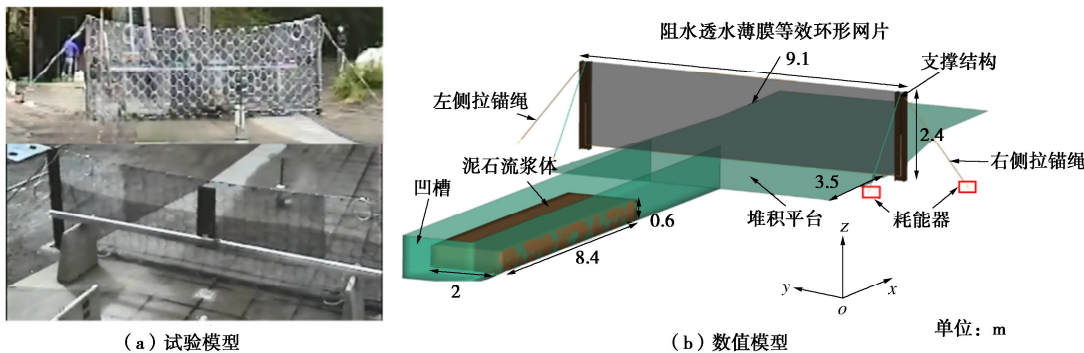 阻水透水薄膜等效环形网片
9.1
支撑结构
左侧拉锚绳
2.4
泥石流浆体
右侧拉锚绳
凹槽
3.5
0.6
堆积平台
耗能器
8.4
2
z
y
x
o
单位：m
（a）试验模型
（b）数值模型